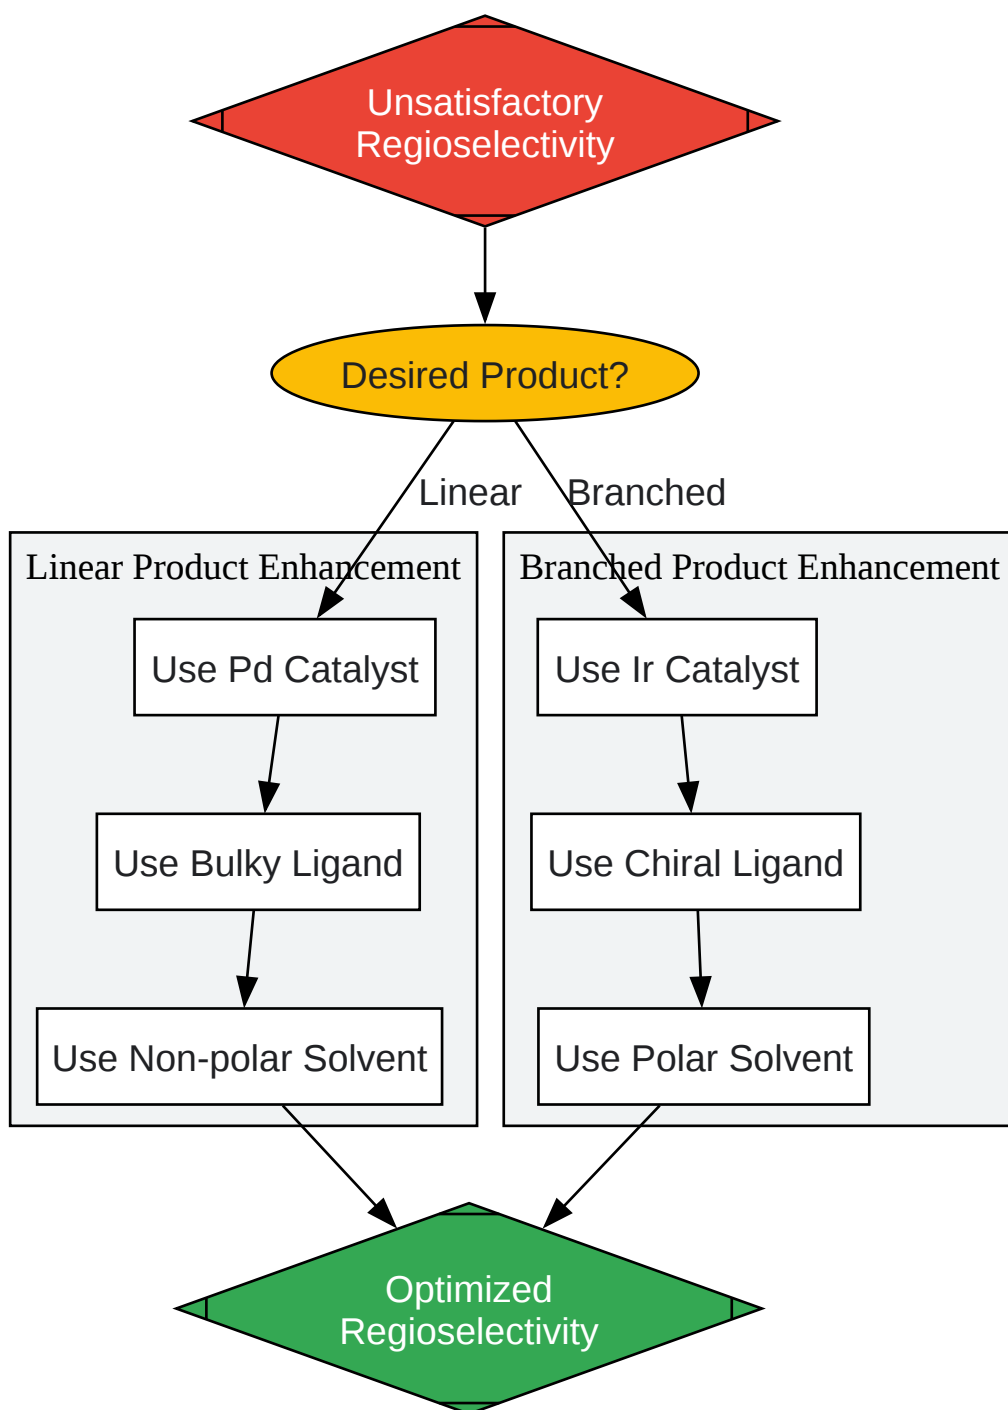 Unsatisfactory
Regioselectivity
Desired Product?
Linear
Branched
Linear Product Enhancement
Branched Product Enhancement
Use Pd Catalyst
Use Ir Catalyst
Use Bulky Ligand
Use Chiral Ligand
Use Non-polar Solvent
Use Polar Solvent
Optimized
Regioselectivity